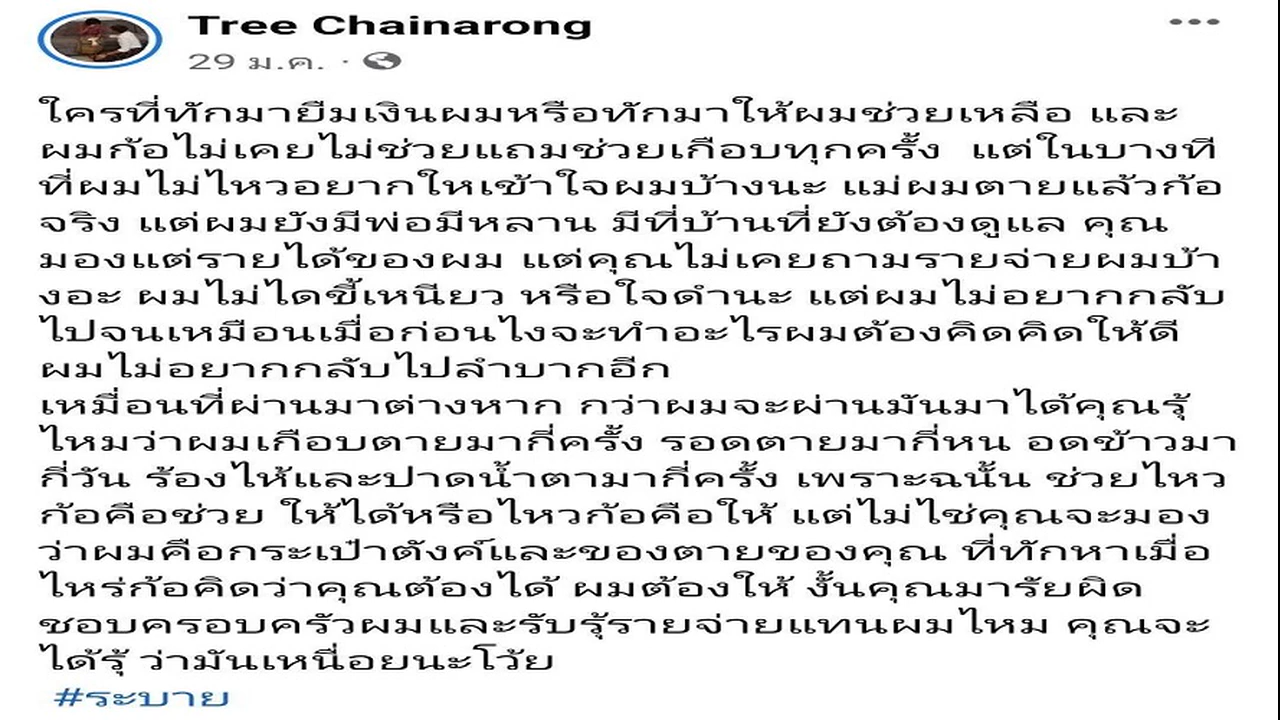 Tree Chainarong
29 ม.ค. ·
ใครที่ทักมายืมเงินผมหรือทักมาให้ผมช่วยเหลือ และ
ผมก้อไม่เคยไม่ช่วยแถมช่วยเกือบทุกครั้ง แต่ในบางที
ที่ผมไม่ไหวอยากใหเข้าใจผมบ้างนะ แม่ผมตายแล้วก้อ
จริง แต่ผมยังมีพ่อมีหลาน มีที่บ้านที่ยังต้องดูแล คุณ
มองแต่รายได้ของผม แต่คุณไม่เคยถามรายจ่ายผมบ้า
งอะ ผมไม่ไดขี้เหนียว หรือใจดำนะ แต่ผมไม่อยากกลับ
ไปจนเหมือนเมื่อก่อนไงจะทำอะไรผมต้องคิดคิดให้ดี
ผมไม่อยากกลับไปลำบากอีก
เหมื่อนที่ผ่านมาต่างหาก กว่าผมจะผ่านมันมาได้คุณรุ้
ไหมว่าผมเกือบตายมากี่ครั้ง รอดตายมากี่หน อดข้าวมา
กี่วัน ร้องไห้และปาดน้ำตามากี่ครั้ง เพราะฉนั้น ช่วยไหว
ก้อคือช่วย ให้ได้หรือไหวก้อคือให้ แต่ไม่ไช่คุณจะมอง
ว่าผมคือกระเป๋าตังค์และของตายของคุณ ที่ทักหาเมื่อ
ไหร่ก้อคิดว่าคุณต้องได้ ผมต้องให้ งั้นคุณมารัยผิด
ชอบครอบครัวผมและรับรุ้รายจ่ายแทนผมไหม คุณจะ
ได้รุ้ ว่ามันเหนื่อยนะโว้ย
#ระบาย